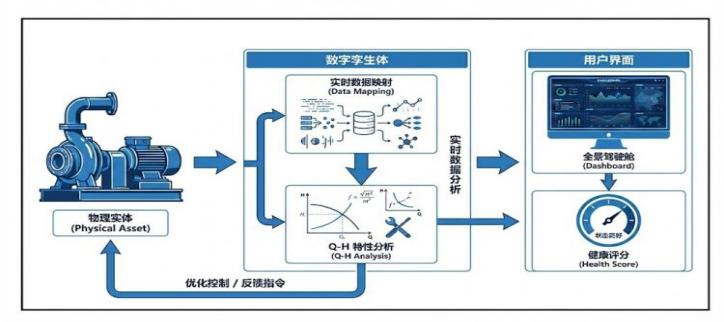 数字孪生体
用户界面
实时数据映射
(Data Mapping)
实时数据分析
全景驾驶舱
(Dashboard)
物理实体
(Physical Asset)
H
Q
H
Q
Q-H 特性分析
(Q-H Analysis)
状态良好
健康评分
(Health Score)
优化控制 / 反馈指令